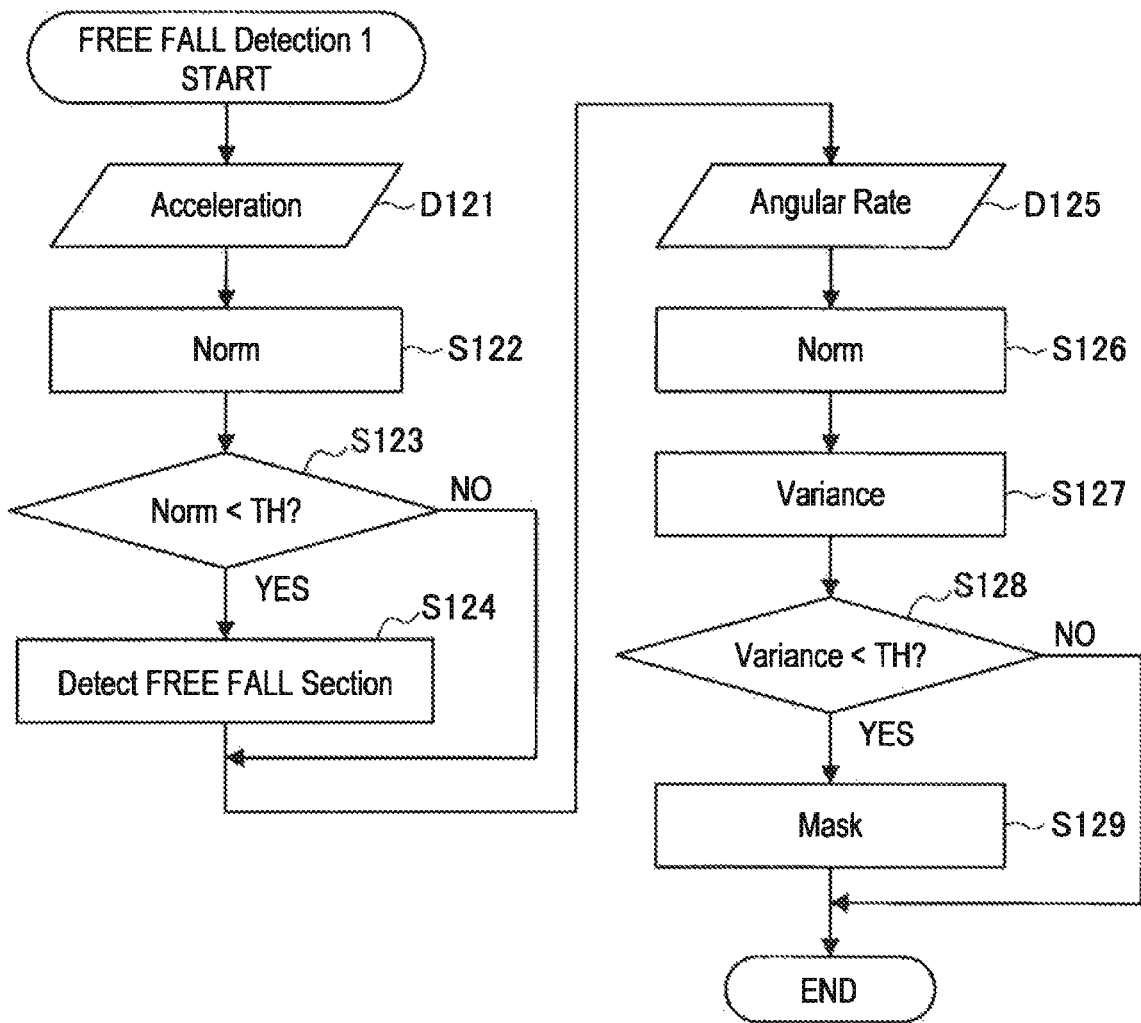 FREE FALL Detection 1
START
Acceleration
D121
Norm
S122
S123
Norm < TH?
NO
YES
S124
Detect FREE FALL Section
Angular Rate
D125
Norm
S126
Variance
S127
S128
Variance < TH?
NO
YES
Mask
S129
END